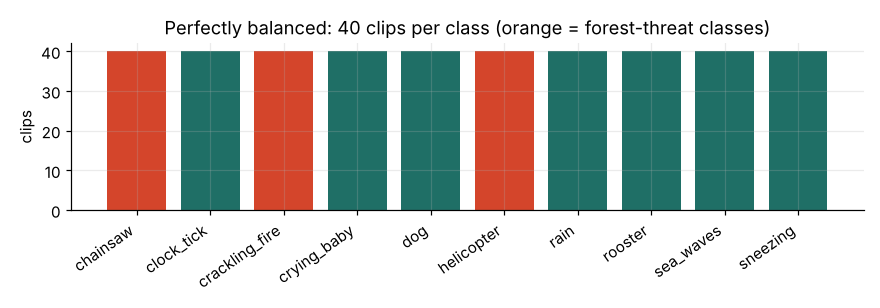 Perfectly balanced: 40 clips per class (orange = forest-threat classes)
40
30
20
10
0
clips
chainsaw
clock_tick
crackling_fire
crying_baby
dog
helicopter
rain
rooster
sea_waves
sneezing